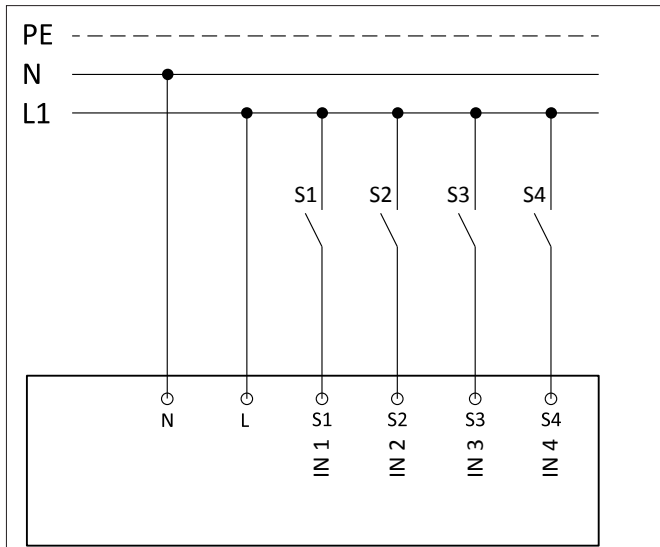 PE
N
L1
S1 S2 S3 S4
N L S1 S2 S3 S4
IN 1 IN 2 IN 3 IN 4